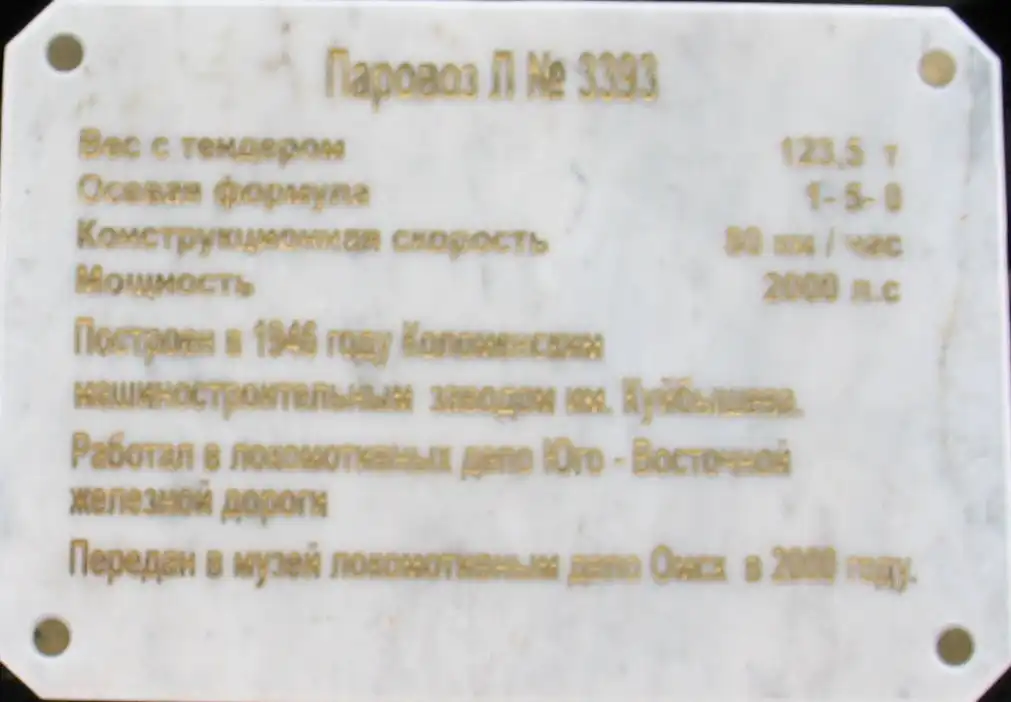 Паровоз Л № 3393
Вес с тендером 123,5 т
Осевая формула 1- 5- 0
Конструкционная скорость 80 км / час
Мощность 2000 л.с
Построен в 1946 году Коломенским
машиностроительным заводом им. Куйбышева.
Работал в локомотивных депо Юго - Восточной
железной дороги
Передан в музей локомотивным депо Омск в 2000 году.